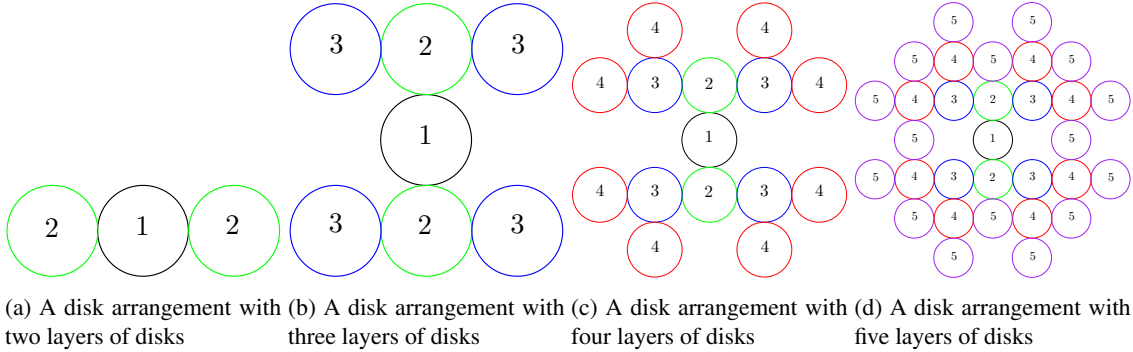 2 1 2
(a) A disk arrangement with
two layers of disks
3 2 3
1
3 2 3
(b) A disk arrangement with
three layers of disks
4 4
4 3 2 3 4
1
4 3 2 3 4
4 4
(c) A disk arrangement with
four layers of disks
5 5
5 4 5 4 5
5 4 3 2 3 4 5
5 1 5
5 4 3 2 3 4 5
5 4 5 4 5
5 5
(d) A disk arrangement with
five layers of disks